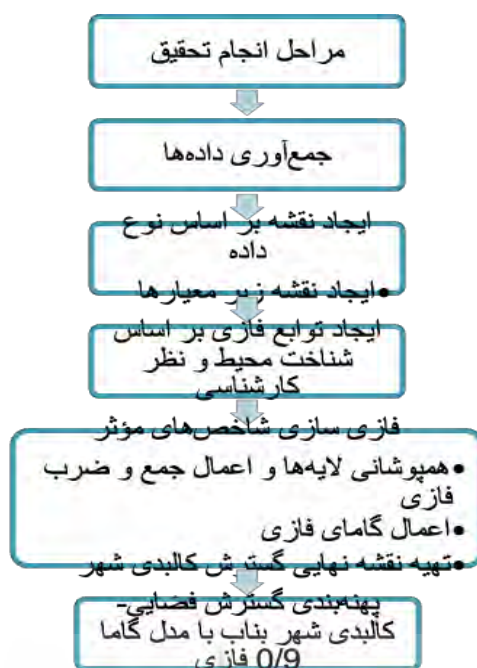 مراحل انجام تحقیق
جمع‌آوری داده‌ها
ایجاد نقشه بر اساس نوع
داده
•ایجاد نقشه زیر معیارها
ایجاد توابع فازی بر اساس
شناخت محیط و نظر
کارشناسی
فازی سازی شاخص‌های مؤثر
•همپوشانی لایه‌ها و اعمال جمع و ضرب
فازی
•اعمال گامای فازی
•تهیه نقشه نهایی گسترش کالبدی شهر
پهنه‌بندی گسترش فضایی-
کالبدی شهر بناب با مدل گاما
0/9 فازی